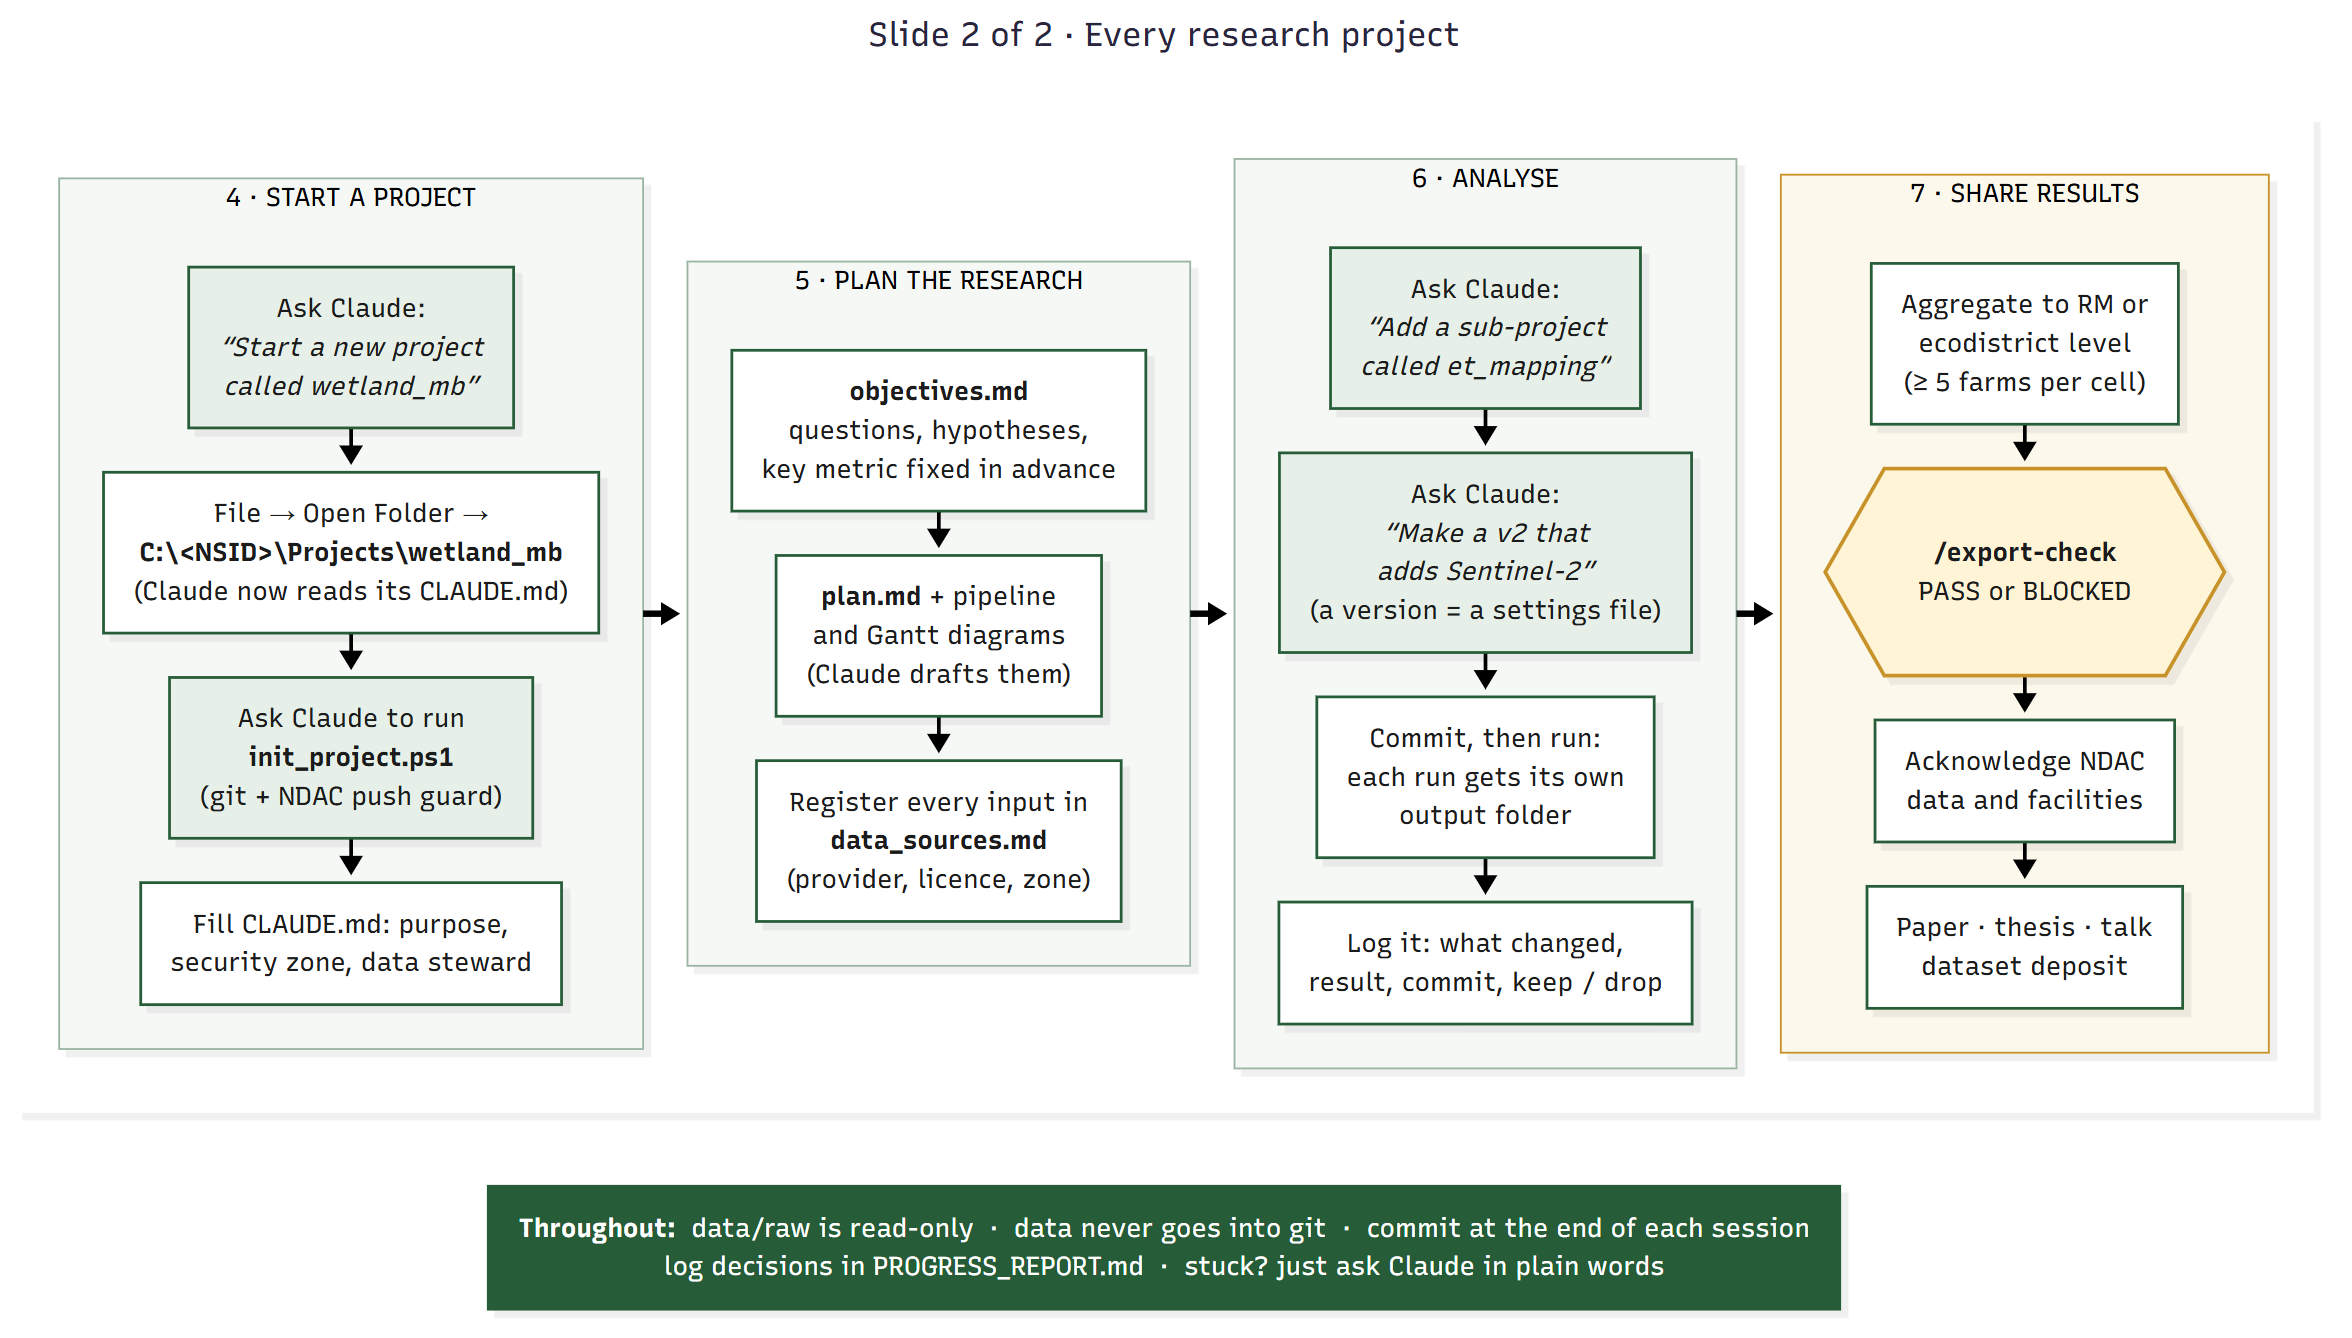 Slide 2 of 2 · Every research project
4 · START A PROJECT
Ask Claude:
“Start a new project
called wetland_mb”
File → Open Folder →
C:\<NSID>\Projects\wetland_mb
(Claude now reads its CLAUDE.md)
Ask Claude to run
init_project.ps1
(git + NDAC push guard)
Fill CLAUDE.md: purpose,
security zone, data steward
5 · PLAN THE RESEARCH
objectives.md
questions, hypotheses,
key metric fixed in advance
plan.md + pipeline
and Gantt diagrams
(Claude drafts them)
Register every input in
data_sources.md
(provider, licence, zone)
6 · ANALYSE
Ask Claude:
“Add a sub-project
called et_mapping”
Ask Claude:
“Make a v2 that
adds Sentinel-2”
(a version = a settings file)
Commit, then run:
each run gets its own
output folder
Log it: what changed,
result, commit, keep / drop
7 · SHARE RESULTS
Aggregate to RM or
ecodistrict level
(≥ 5 farms per cell)
/export-check
PASS or BLOCKED
Acknowledge NDAC
data and facilities
Paper · thesis · talk
dataset deposit
Throughout: data/raw is read-only · data never goes into git · commit at the end of each session
log decisions in PROGRESS_REPORT.md · stuck? just ask Claude in plain words